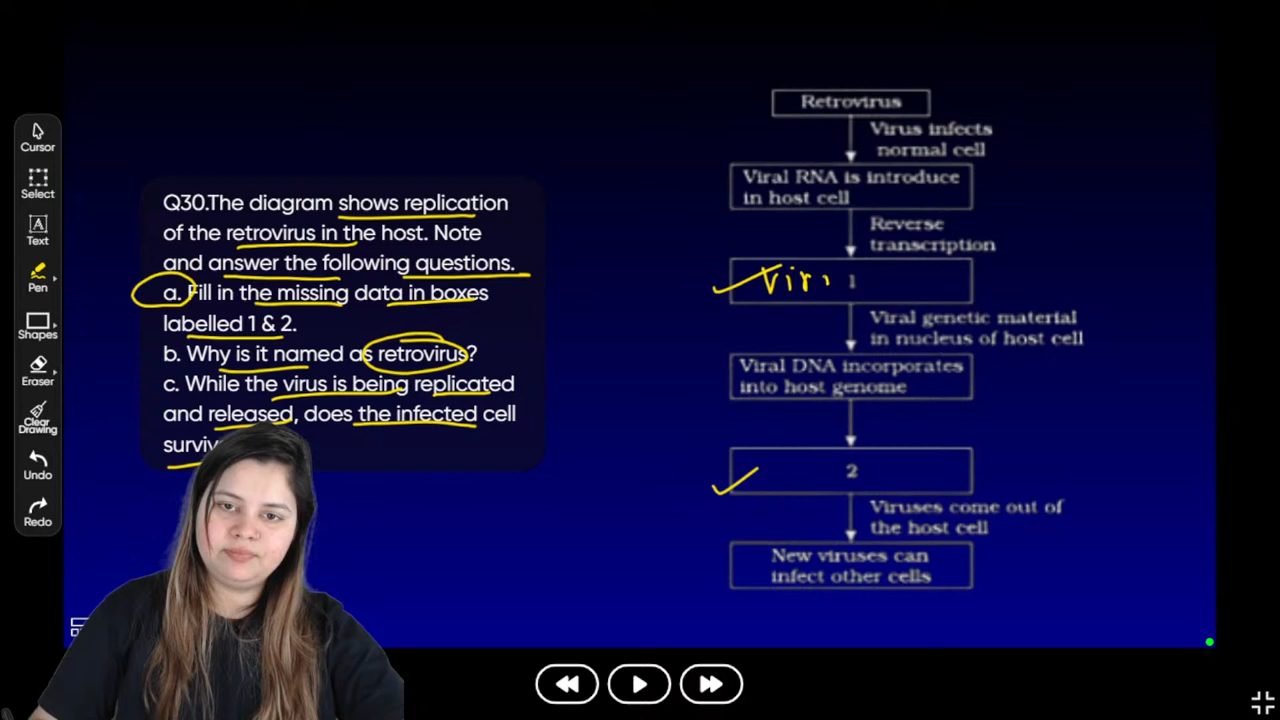 Cursor
Select
Text
Pen
Shapes
Eraser
Clear
Drawing
Undo
Redo
Q30.The diagram shows replication
of the retrovirus in the host. Note
and answer the following questions.
a. Fill in the missing data in boxes
labelled 1 & 2.
b. Why is it named as retrovirus?
c. While the virus is being replicated
and released, does the infected cell
Retrovirus
Virus infects
normal cell
Viral RNA is introduce
in host cell
Reverse
transcription
Vir 1
Viral genetic material
in nucleus of host cell
Viral DNA incorporates
into host genome
2
Viruses come out of
the host cell
New viruses can
infect other cells